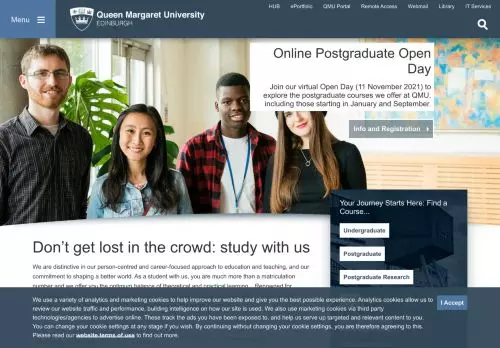 Menu
Queen Margaret University
EDINBURGH
HUB ePortfolio QMU Portal Remote Access Webmail Library IT Services
Online Postgraduate Open
Day
Join our virtual Open Day (11 November 2021) to
explore the postgraduate courses we offer at QMU,
including those starting in January and September.
Info and Registration
Your Journey Starts Here: Find a
Course...
Undergraduate
Postgraduate
Postgraduate Research
Don't get lost in the crowd: study with us
We are distinctive in our person-centred and career-focused approach to education and teaching, and our
commitment to shaping a better world. As a student with us, you are much more than a matriculation
number and we offer you the optimum balance of theoretical and practical learning. Renowned for
We use a variety of analytics and marketing cookies to help improve our website and give you the best possible experience. Analytics cookies allow us to
review our website traffic and performance, building intelligence on how our site is used. We also use marketing cookies via third party
technologies/agencies to advertise online. These track the ads you have been exposed to, and help us serve up targeted and relevant content to you.
You can change your cookie settings at any stage if you wish. By continuing without changing your cookie settings, you are therefore agreeing to this.
Please read our website terms of use to find out more.
I Accept